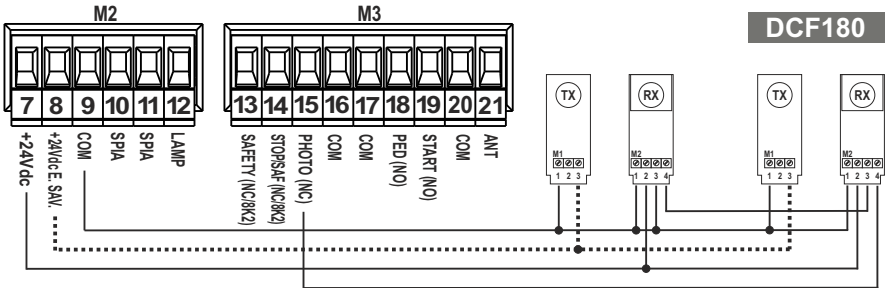 M2
M3
DCF180
7 8 9 10 11 12
13 14 15 16 17 18 19 20 21
+24Vdc
+24Vdc E. SAV.
COM
SPIA
SPIA
LAMP
SAFETY (NC/8K2)
STOP/SAF (NC/8K2)
PHOTO (NC)
COM
COM
PED (NO)
START (NO)
COM
ANT
TX
M1
1 2 3
RX
M2
1 2 3 4
TX
M1
1 2 3
RX
M2
1 2 3 4